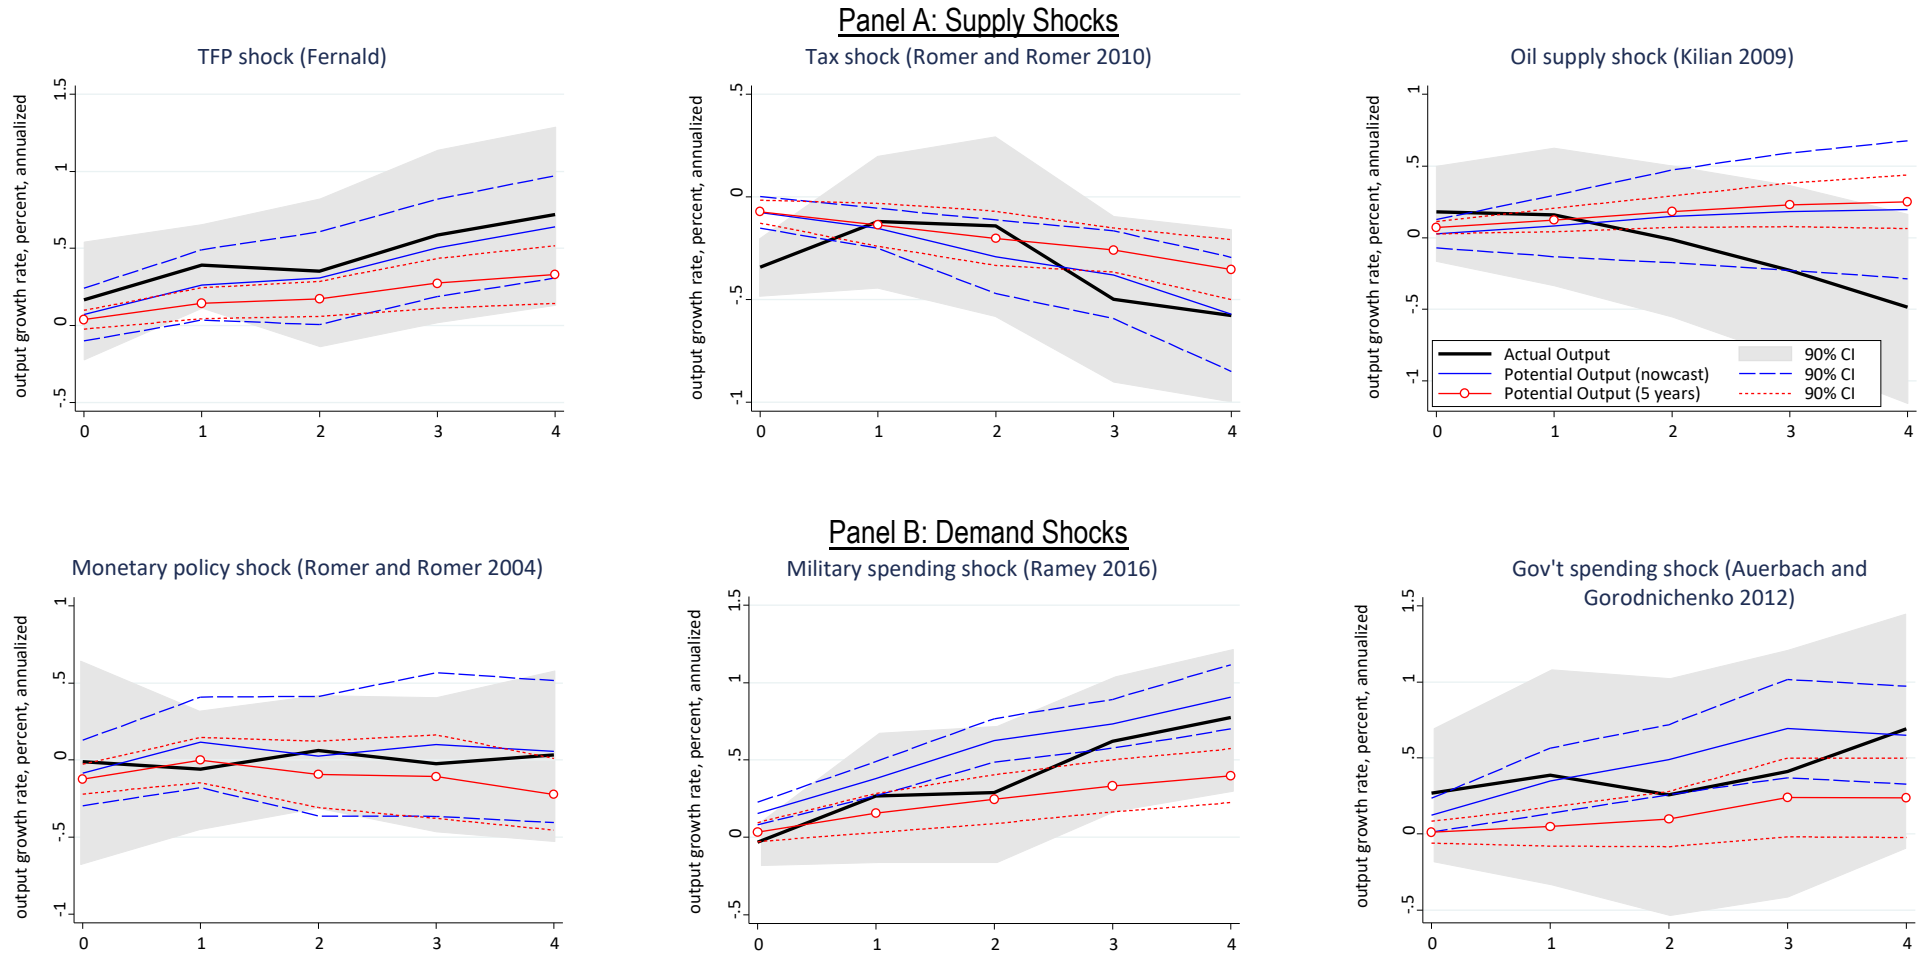 Panel A: Supply Shocks
TFP shock (Fernald)
output growth rate, percent, annualized
1.5
1
.5
0
-.5
0 1 2 3 4
Tax shock (Romer and Romer 2010)
output growth rate, percent, annualized
.5
0
-.5
-1
0 1 2 3 4
Oil supply shock (Kilian 2009)
output growth rate, percent, annualized
1
.5
0
-.5
-1
Actual Output 90% CI
Potential Output (nowcast) 90% CI
Potential Output (5 years) 90% CI
0 1 2 3 4
Panel B: Demand Shocks
Monetary policy shock (Romer and Romer 2004)
output growth rate, percent, annualized
1
.5
0
-.5
-1
0 1 2 3 4
Military spending shock (Ramey 2016)
output growth rate, percent, annualized
1.5
1
.5
0
-.5
0 1 2 3 4
Gov't spending shock (Auerbach and
Gorodnichenko 2012)
output growth rate, percent, annualized
1.5
1
.5
0
-.5
0 1 2 3 4